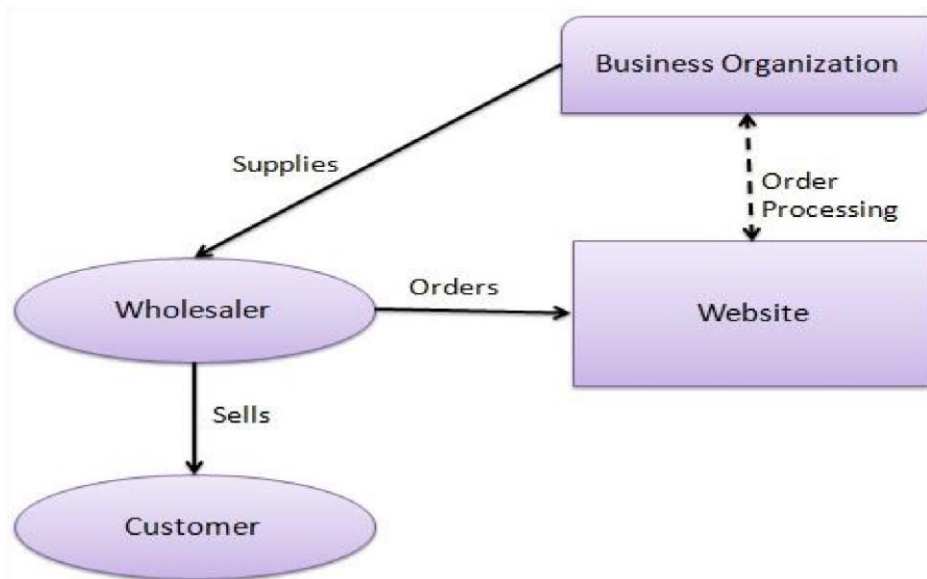 Business Organization
Supplies
Order
Processing
Wholesaler
Orders
Website
Sells
Customer